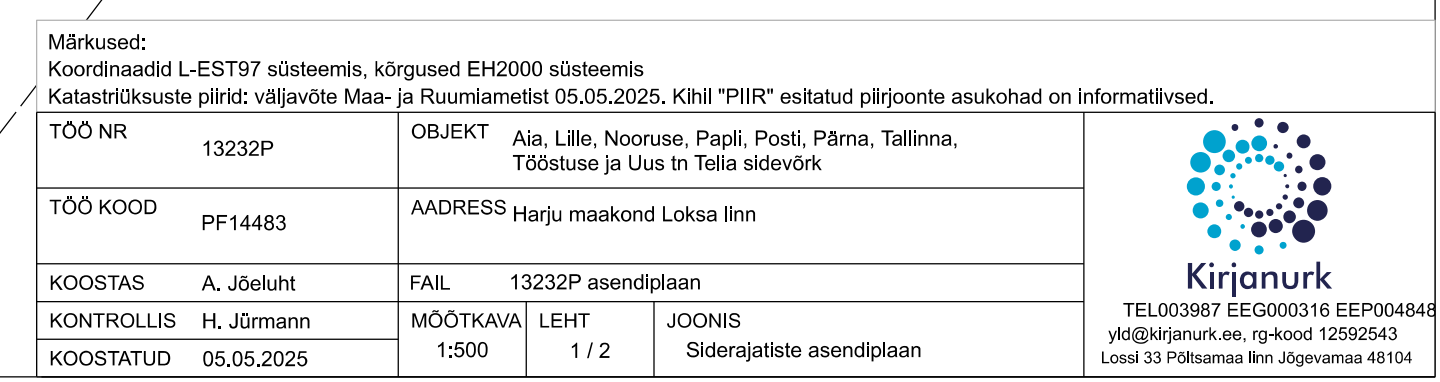 Märkused:
Koordinaadid L-EST97 süsteemis, kõrgused EH2000 süsteemis
Katastriüksuste piirid: väljavõte Maa- ja Ruumiametist 05.05.2025. Kihil "PIIR" esitatud piirjoonte asukohad on informatiivsed.
TÖÖ NR 13232P
OBJEKT Aia, Lille, Nooruse, Papli, Posti, Pärna, Tallinna,
Tööstuse ja Uus tn Telia sidevõrk
TÖÖ KOOD PF14483
AADRESS Harju maakond Loksa linn
KOOSTAS A. Jõeluht
FAIL 13232P asendiplaan
KONTROLLIS H. Jürmann
MÕÕTKAVA LEHT JOONIS
1:500 1 / 2 Siderajatiste asendiplaan
KOOSTATUD 05.05.2025
Kirjanurk
TEL003987 EEG000316 EEP004848
yld@kirjanurk.ee, rg-kood 12592543
Lossi 33 Põltsamaa linn Jõgevamaa 48104